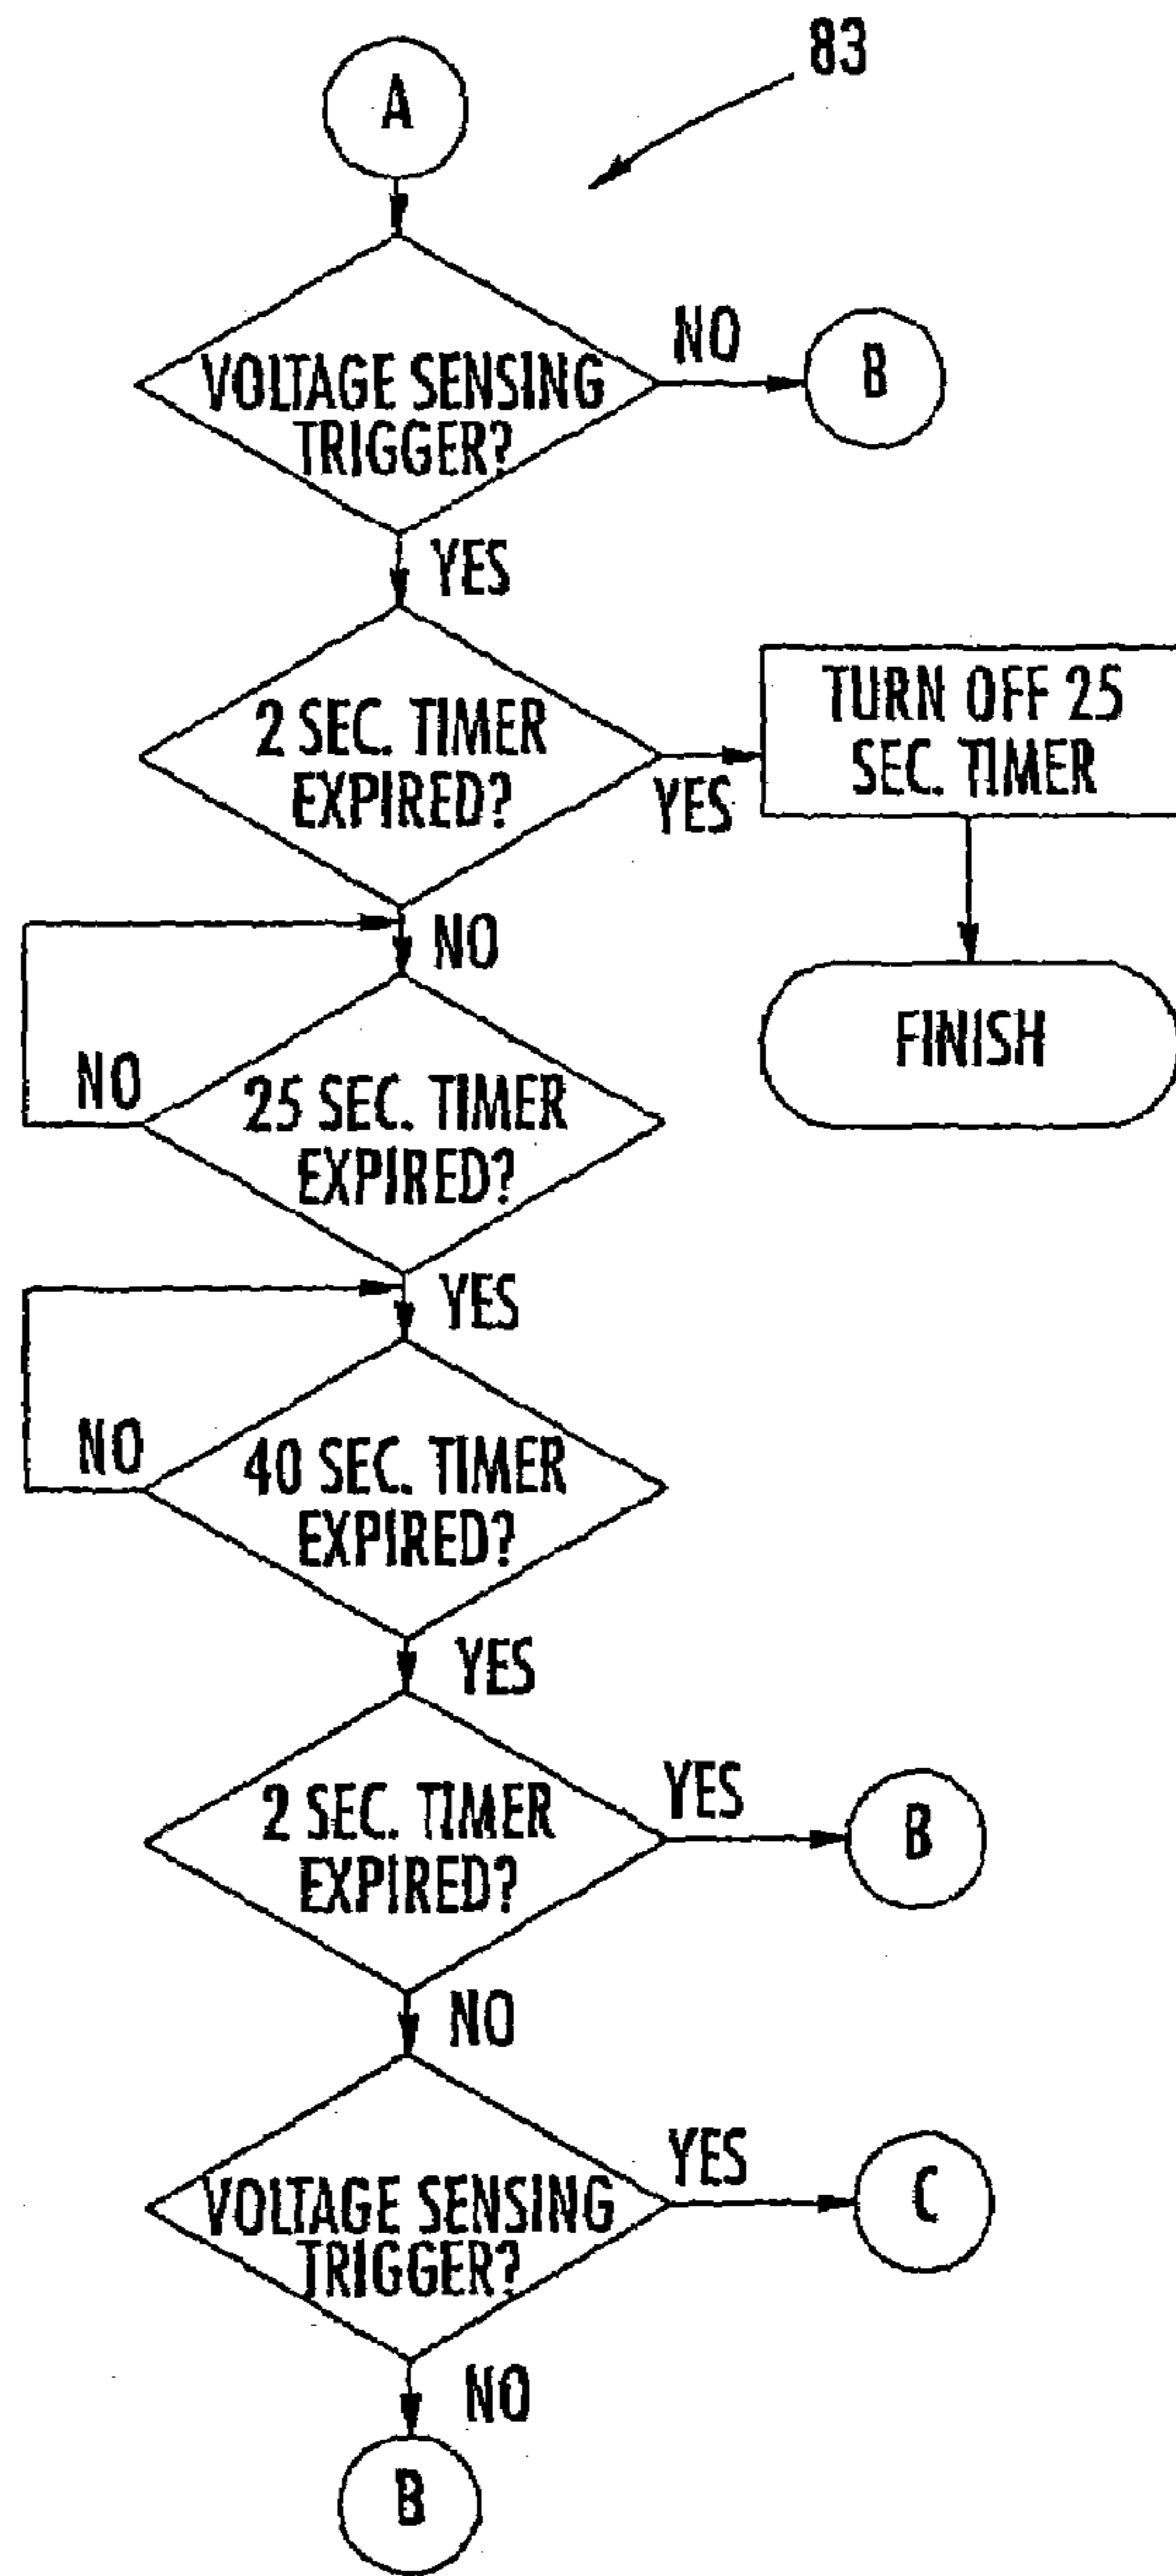 83
A
VOLTAGE SENSING
TRIGGER?
NO
B
YES
2 SEC. TIMER
EXPIRED?
YES
TURN OFF 25
SEC. TIMER
NO
FINISH
25 SEC. TIMER
EXPIRED?
NO
YES
40 SEC. TIMER
EXPIRED?
NO
YES
2 SEC. TIMER
EXPIRED?
YES
B
NO
VOLTAGE SENSING
TRIGGER?
YES
C
NO
B